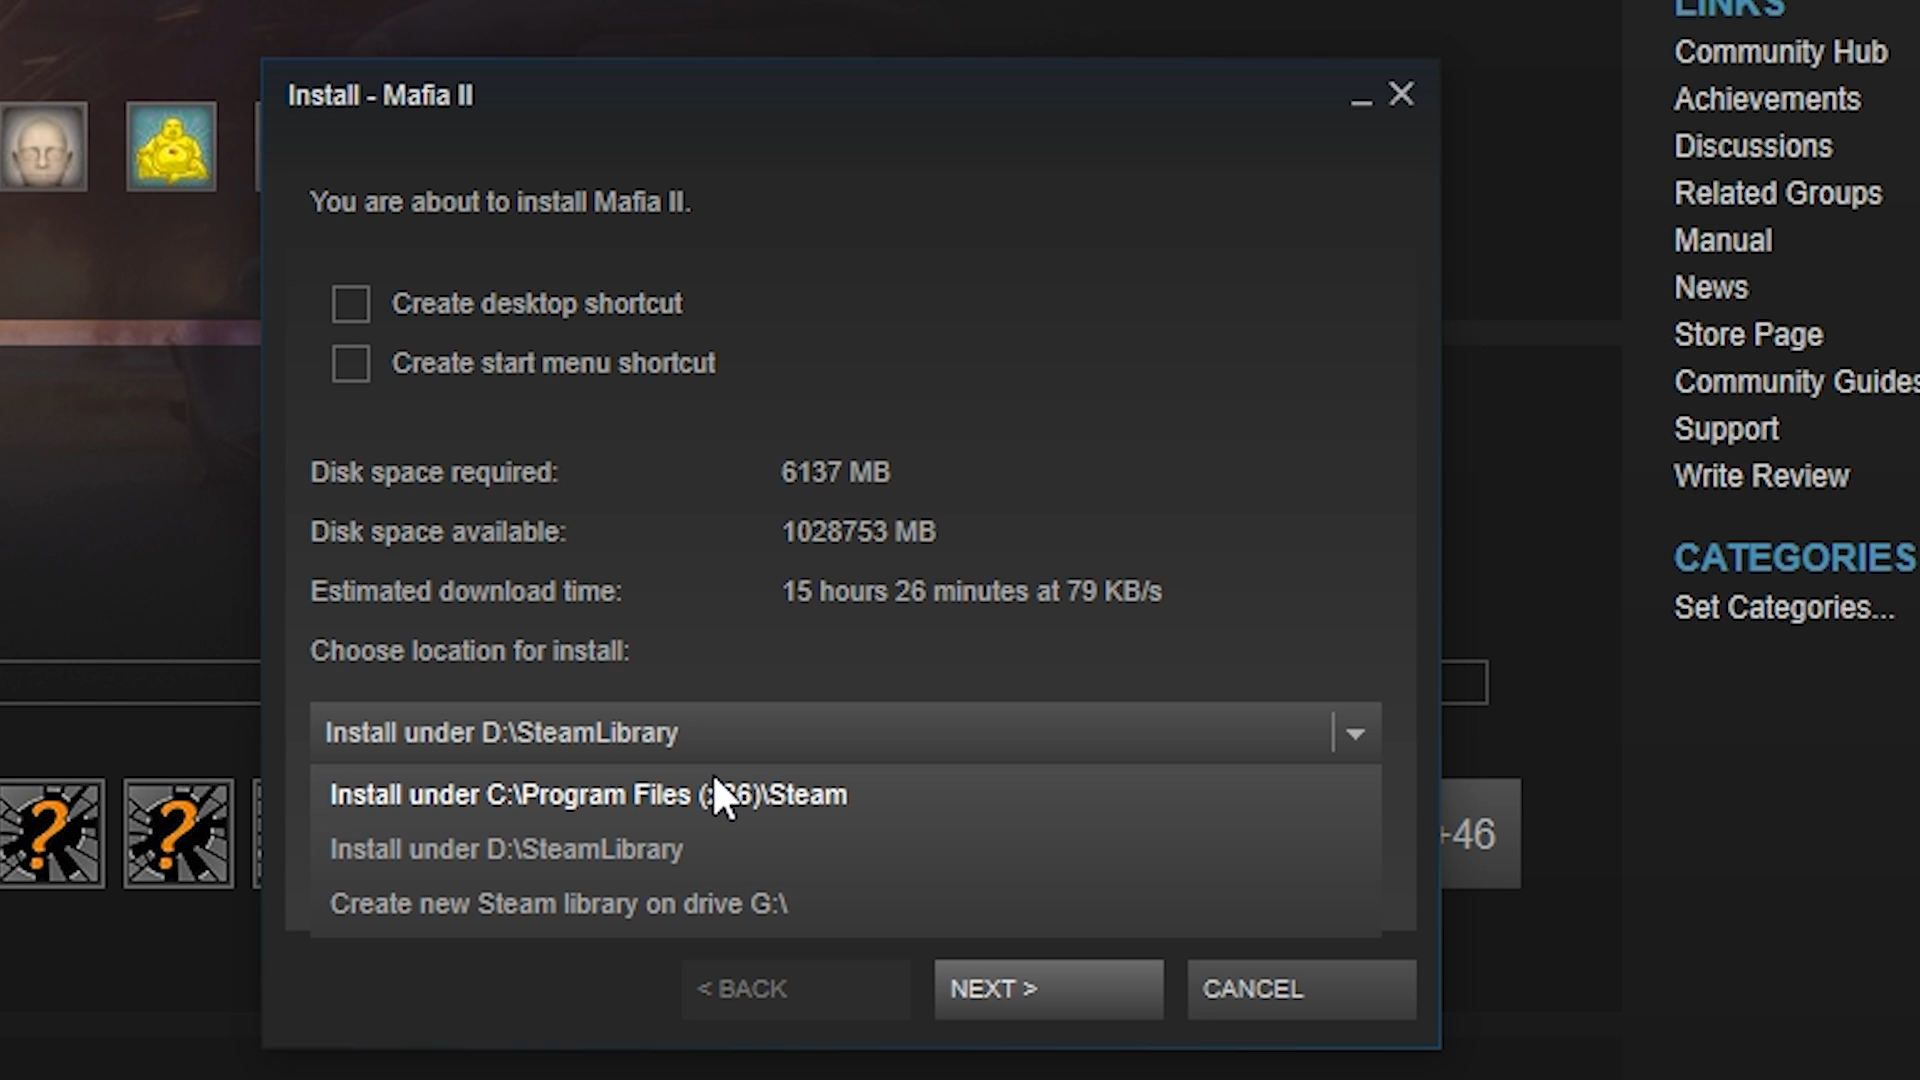 LINKS
Community Hub
Achievements
Discussions
Related Groups
Manual
News
Store Page
Community Guides
Support
Write Review
CATEGORIES
Set Categories...
Install - Mafia II
You are about to install Mafia II.
Create desktop shortcut
Create start menu shortcut
Disk space required: 6137 MB
Disk space available: 1028753 MB
Estimated download time: 15 hours 26 minutes at 79 KB/s
Choose location for install:
Install under D:\SteamLibrary
Install under C:\Program Files (x86)\Steam
Install under D:\SteamLibrary
Create new Steam library on drive G:\
+46
< BACK NEXT > CANCEL